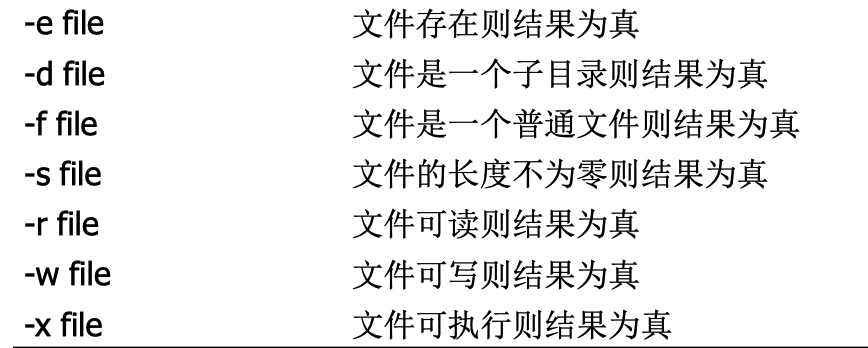 -e file 文件存在则结果为真
-d file 文件是一个子目录则结果为真
-f file 文件是一个普通文件则结果为真
-s file 文件的长度不为零则结果为真
-r file 文件可读则结果为真
-w file 文件可写则结果为真
-x file 文件可执行则结果为真